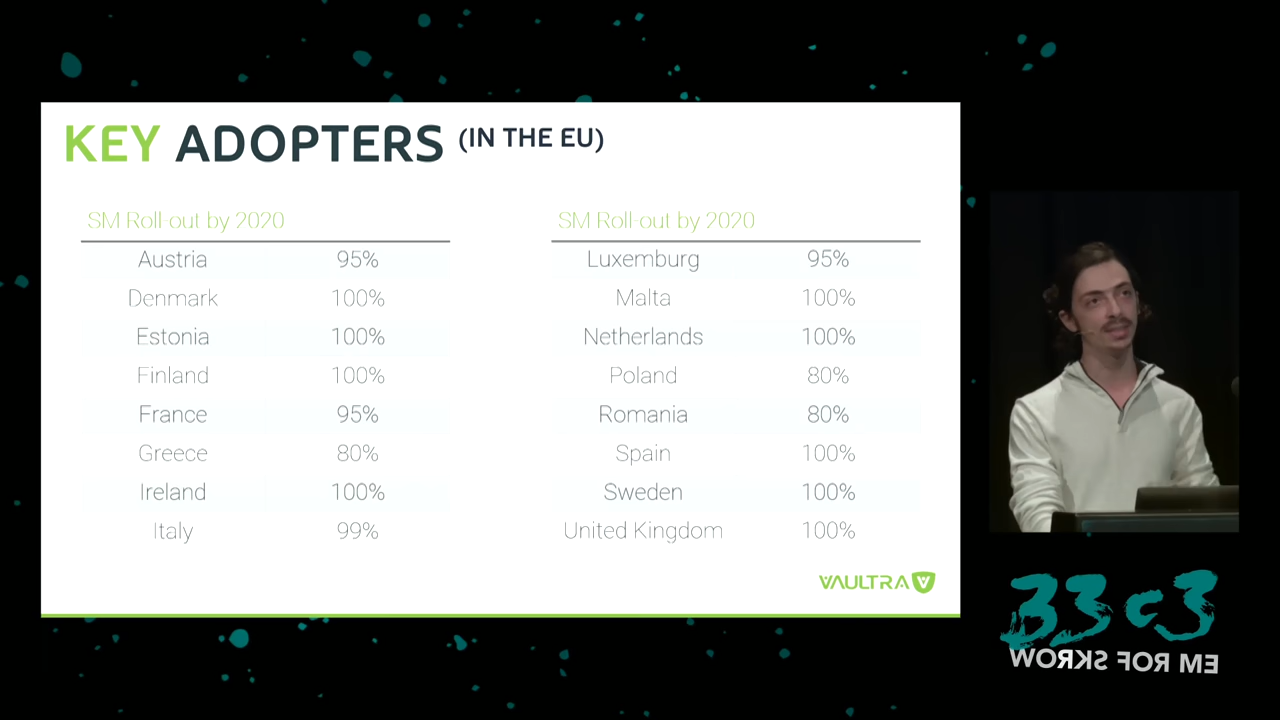 KEY ADOPTERS (IN THE EU)
SM Roll-out by 2020
Austria 95%
Denmark 100%
Estonia 100%
Finland 100%
France 95%
Greece 80%
Ireland 100%
Italy 99%
SM Roll-out by 2020
Luxemburg 95%
Malta 100%
Netherlands 100%
Poland 80%
Romania 80%
Spain 100%
Sweden 100%
United Kingdom 100%
VAULTRA
33c3
WORKS FOR ME